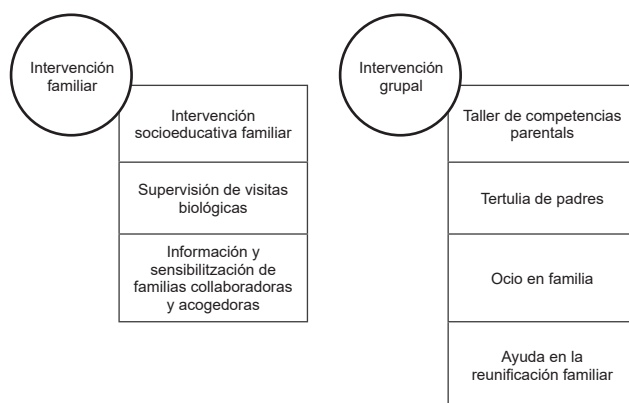 Intervención
familiar
Intervención
socioeducativa familiar
Supervisión de visitas
biológicas
Información y
sensibilitzación de
familias collaboradoras
y acogedoras
Intervención
grupal
Taller de competencias
parentals
Tertulia de padres
Ocio en familia
Ayuda en la
reunificación familiar